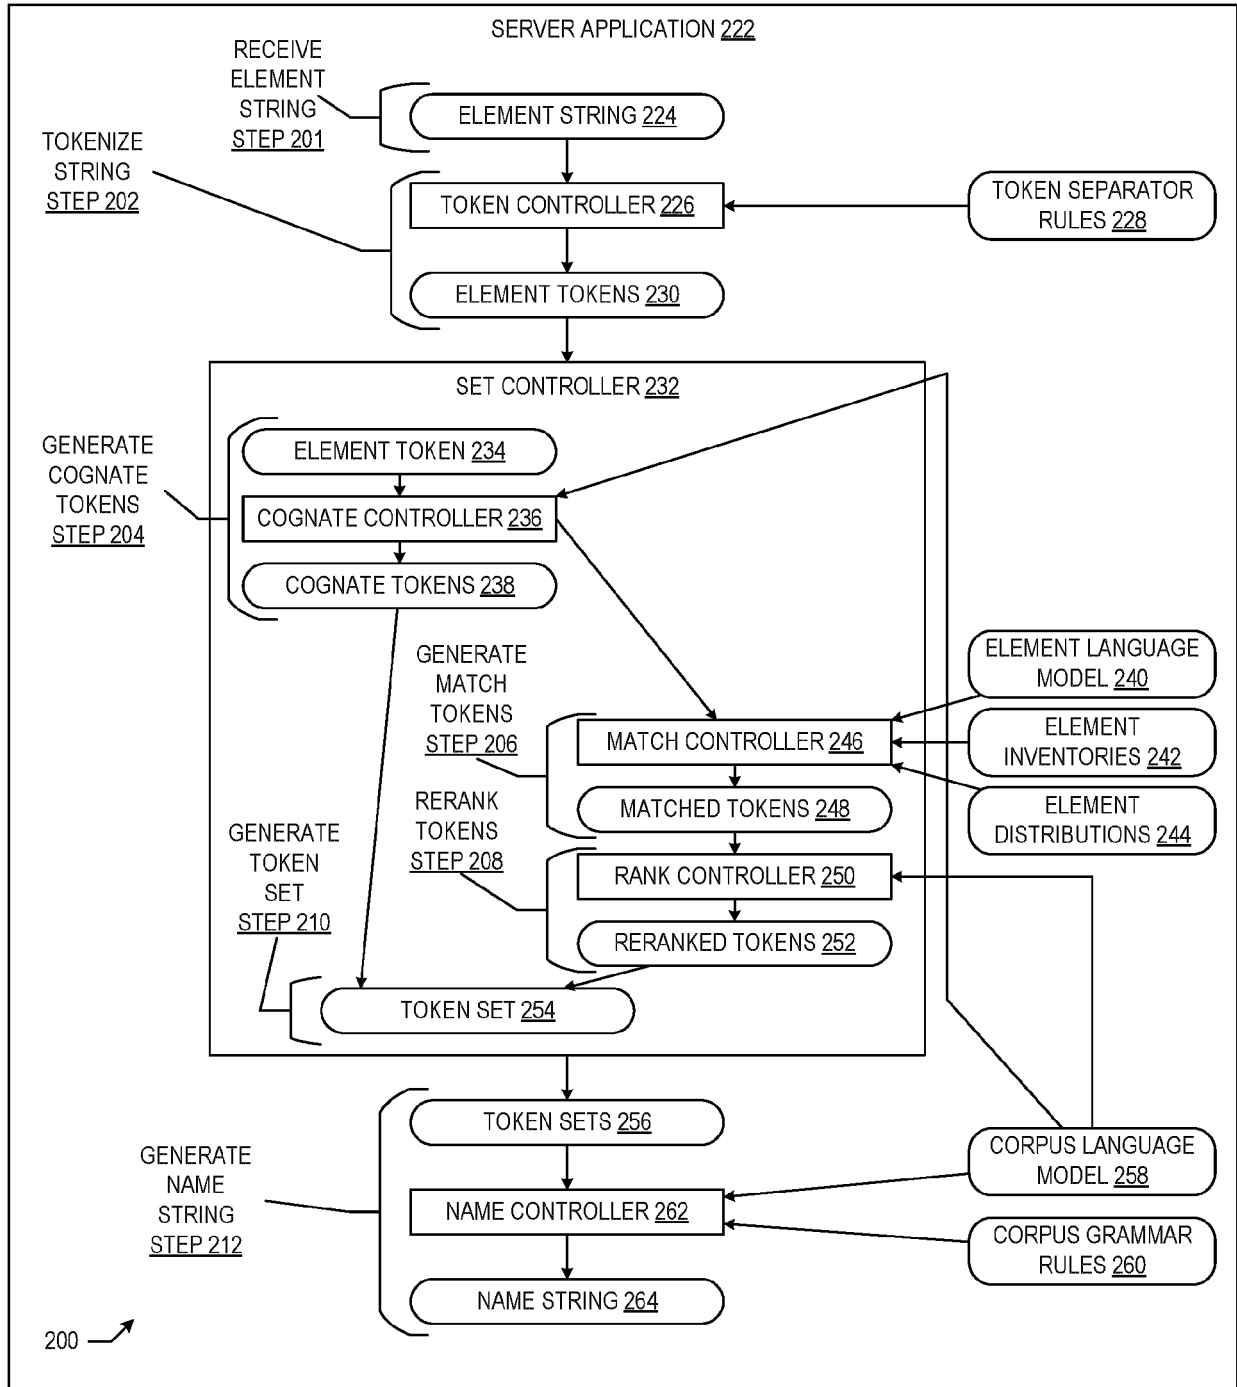 SERVER APPLICATION 222
RECEIVE
ELEMENT
STRING
STEP 201
ELEMENT STRING 224
TOKENIZE
STRING
STEP 202
TOKEN CONTROLLER 226
TOKEN SEPARATOR
RULES 228
ELEMENT TOKENS 230
SET CONTROLLER 232
GENERATE
COGNATE
TOKENS
STEP 204
ELEMENT TOKEN 234
COGNATE CONTROLLER 236
COGNATE TOKENS 238
GENERATE
MATCH
TOKENS
STEP 206
ELEMENT LANGUAGE
MODEL 240
MATCH CONTROLLER 246
ELEMENT
INVENTORIES 242
MATCHED TOKENS 248
ELEMENT
DISTRIBUTIONS 244
RERANK
TOKENS
STEP 208
RANK CONTROLLER 250
RERANKED TOKENS 252
GENERATE
TOKEN
SET
STEP 210
TOKEN SET 254
TOKEN SETS 256
CORPUS LANGUAGE
MODEL 258
GENERATE
NAME
STRING
STEP 212
NAME CONTROLLER 262
CORPUS GRAMMAR
RULES 260
NAME STRING 264
200